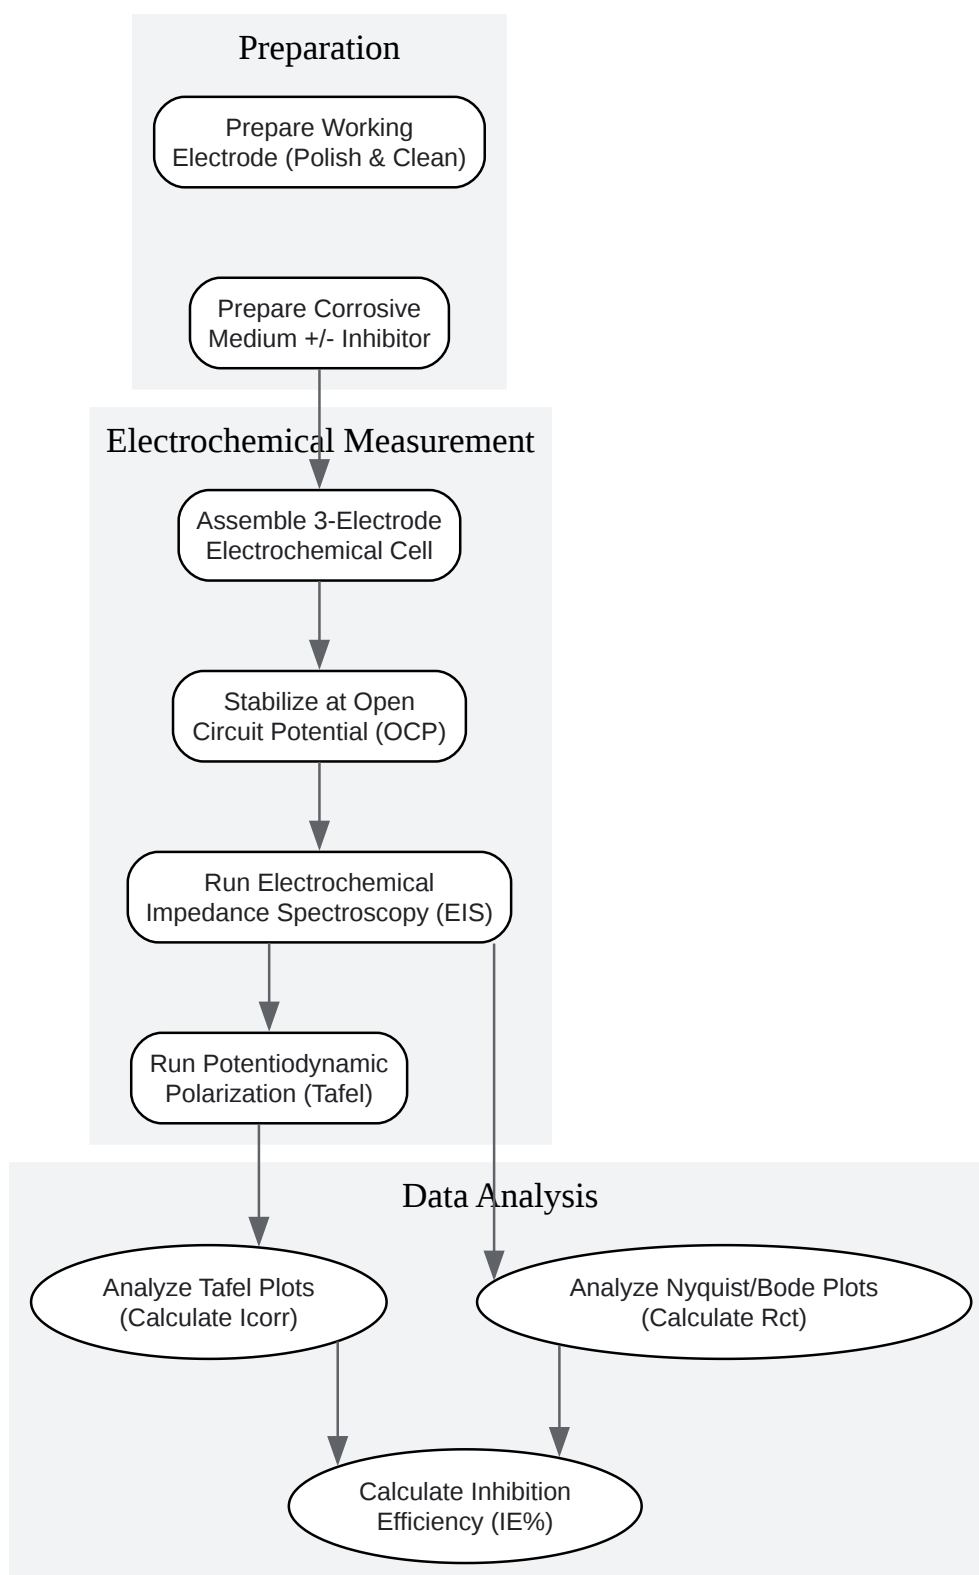 Preparation
Prepare Working
Electrode (Polish & Clean)
Prepare Corrosive
Medium +/- Inhibitor
Electrochemical Measurement
Assemble 3-Electrode
Electrochemical Cell
Stabilize at Open
Circuit Potential (OCP)
Run Electrochemical
Impedance Spectroscopy (EIS)
Run Potentiodynamic
Polarization (Tafel)
Data Analysis
Analyze Tafel Plots
(Calculate Icorr)
Analyze Nyquist/Bode Plots
(Calculate Rct)
Calculate Inhibition
Efficiency (IE%)